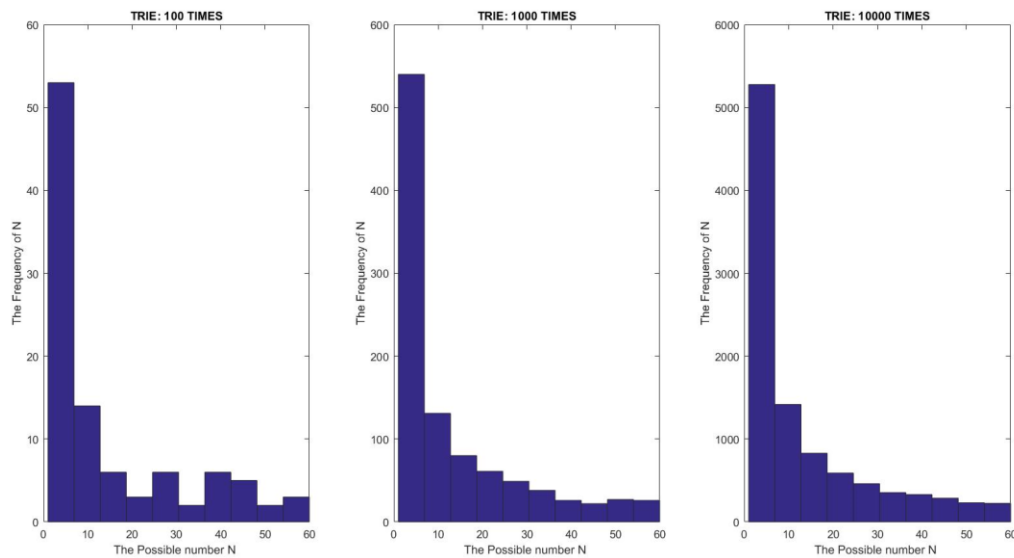 TRIE: 100 TIMES
60
50
40
30
20
10
0
The Frequency of N
0 10 20 30 40 50 60
The Possible number N
TRIE: 1000 TIMES
600
500
400
300
200
100
0
The Frequency of N
0 10 20 30 40 50 60
The Possible number N
TRIE: 10000 TIMES
6000
5000
4000
3000
2000
1000
0
The Frequency of N
0 10 20 30 40 50 60
The Possible number N